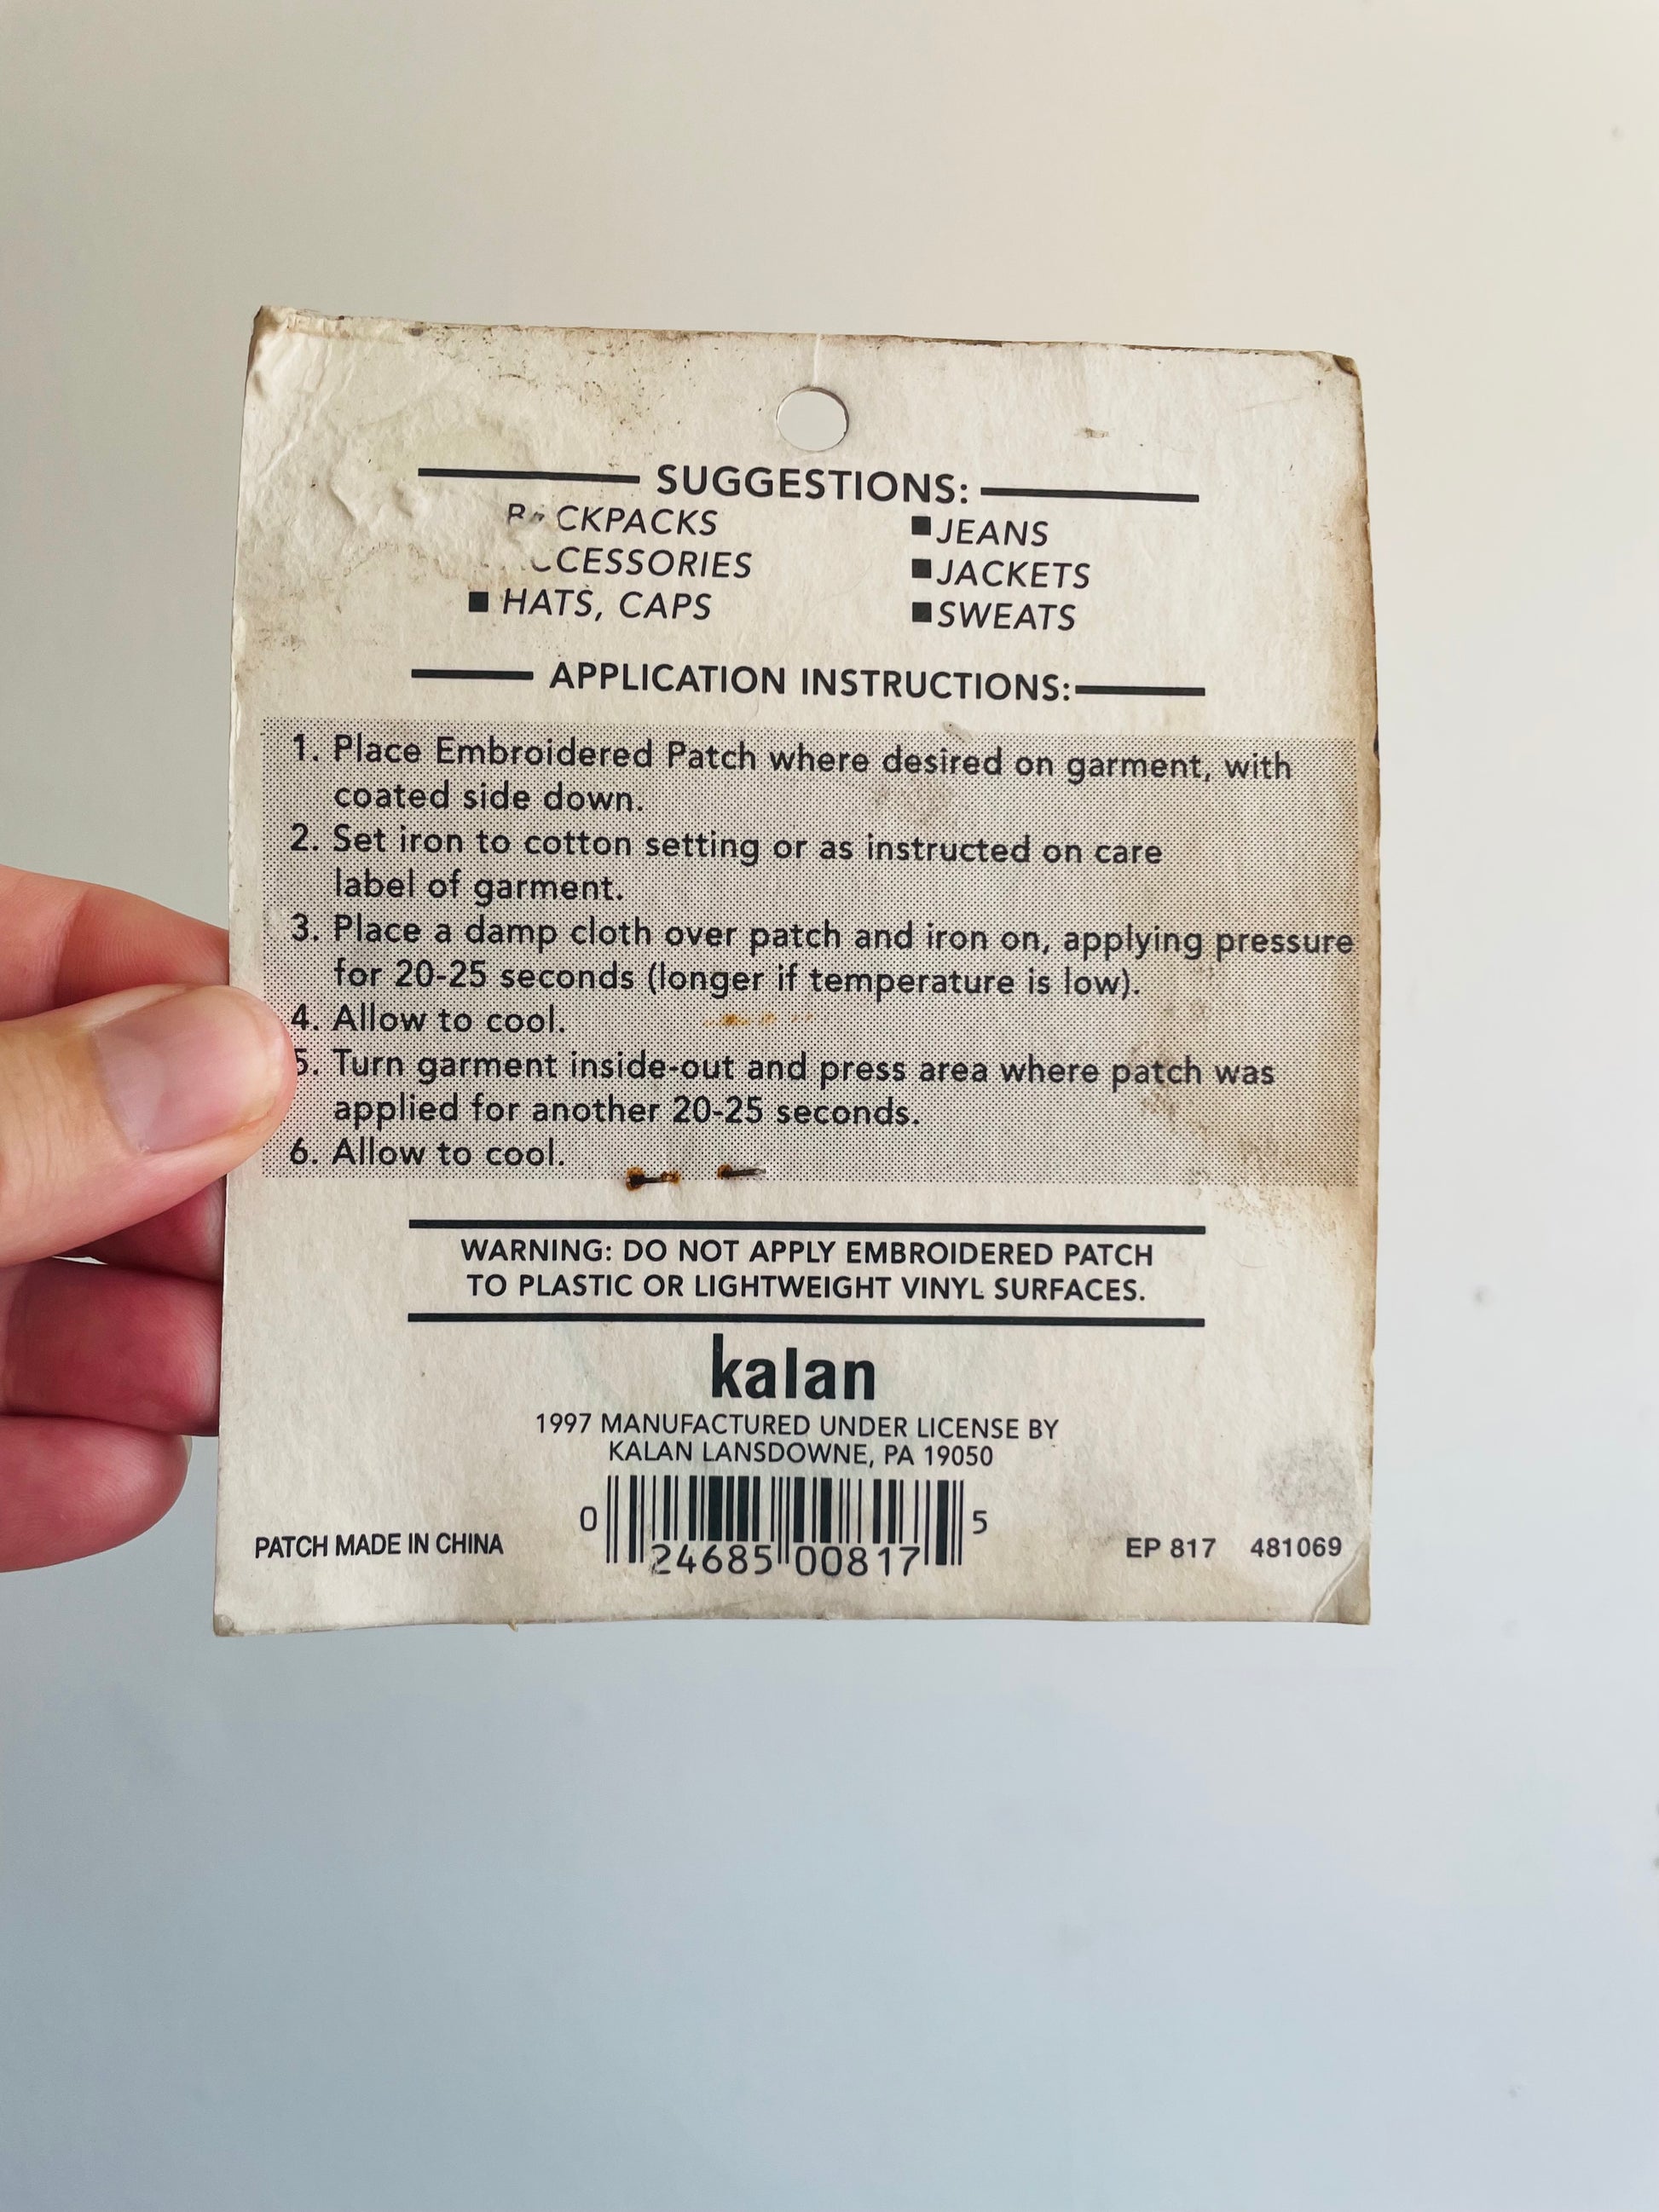 SUGGESTIONS:
BACKPACKS ■ JEANS
CCESSORIES ■ JACKETS
■ HATS, CAPS ■ SWEATS
APPLICATION INSTRUCTIONS:
1. Place Embroidered Patch where desired on garment, with
coated side down.
2. Set iron to cotton setting or as instructed on care
label of garment.
3. Place a damp cloth over patch and iron on, applying pressure
for 20-25 seconds (longer if temperature is low).
4. Allow to cool.
5. Turn garment inside-out and press area where patch was
applied for another 20-25 seconds.
6. Allow to cool.
WARNING: DO NOT APPLY EMBROIDERED PATCH
TO PLASTIC OR LIGHTWEIGHT VINYL SURFACES.
kalan
1997 MANUFACTURED UNDER LICENSE BY
KALAN LANSDOWNE, PA 19050
0 24685 00817 5
PATCH MADE IN CHINA
EP 817 481069